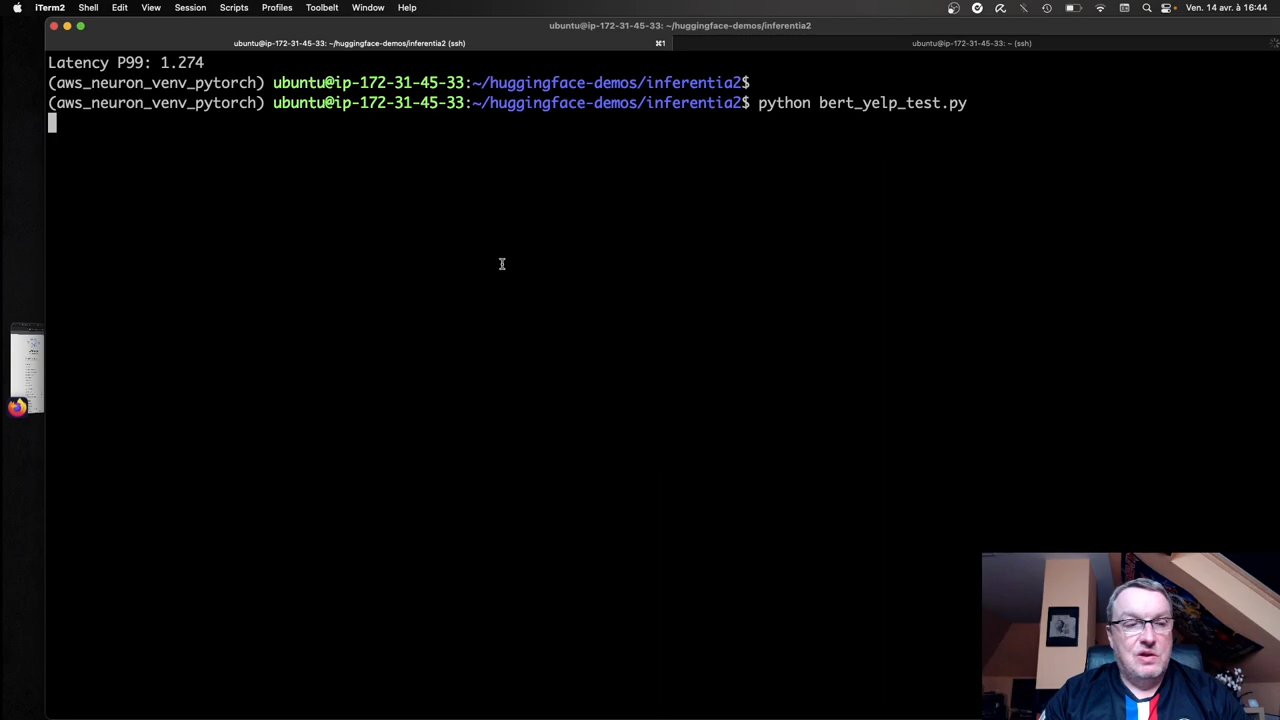 iTerm2 Shell Edit View Session Scripts Profiles Toolbelt Window Help Ven. 14 avr. à 16:44
ubuntu@ip-172-31-45-33: ~/huggingface-demos/inferentia2
ubuntu@ip-172-31-45-33: ~/huggingface-demos/inferentia2 (ssh) ⌘1 ubuntu@ip-172-31-45-33: ~ (ssh)
Latency P99: 1.274
(aws_neuron_venv_pytorch) ubuntu@ip-172-31-45-33:~/huggingface-demos/inferentia2$
(aws_neuron_venv_pytorch) ubuntu@ip-172-31-45-33:~/huggingface-demos/inferentia2$ python bert_yelp_test.py